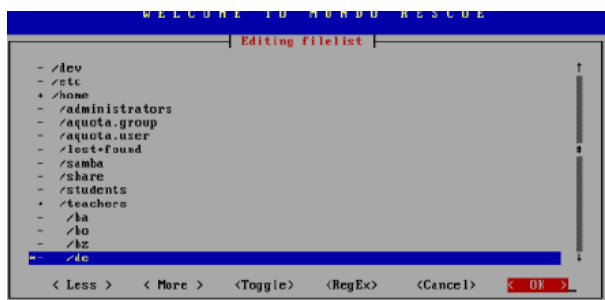 WELCOME TO MONDO RESCUE
Editing filelist
- /dev
- /etc
+ /home
- /administrators
- /aquota.group
- /aquota.user
- /lost+found
- /samba
- /share
- /students
+ /teachers
- /ba
- /bo
- /bz
*- /de
< Less > < More > <Toggle> <RegEx> <Cancel> < OK >